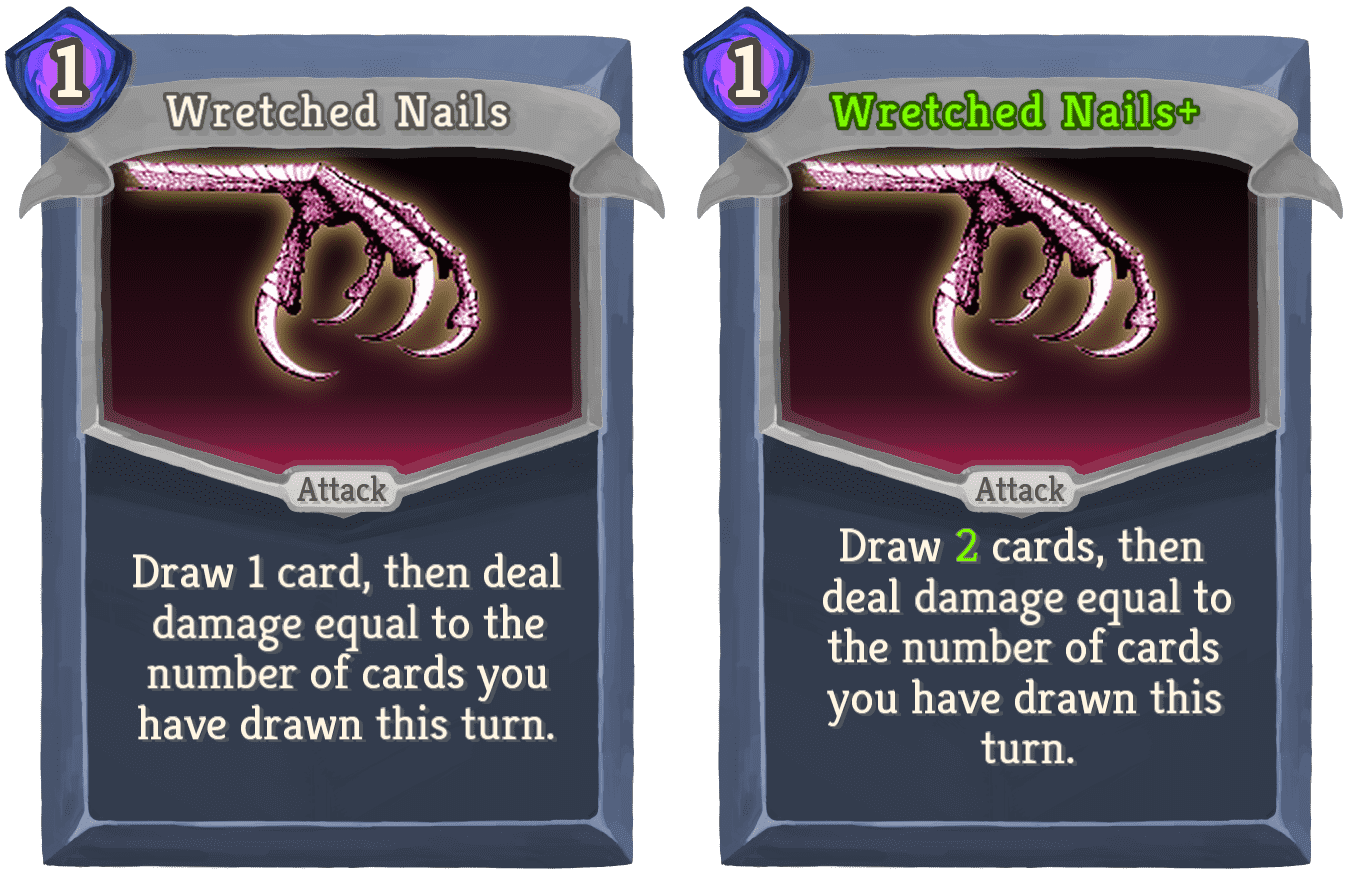 1
Wretched Nails
Attack
Draw 1 card, then deal
damage equal to the
number of cards you
have drawn this turn.
1
Wretched Nails+
Attack
Draw 2 cards, then
deal damage equal to
the number of cards
you have drawn this
turn.